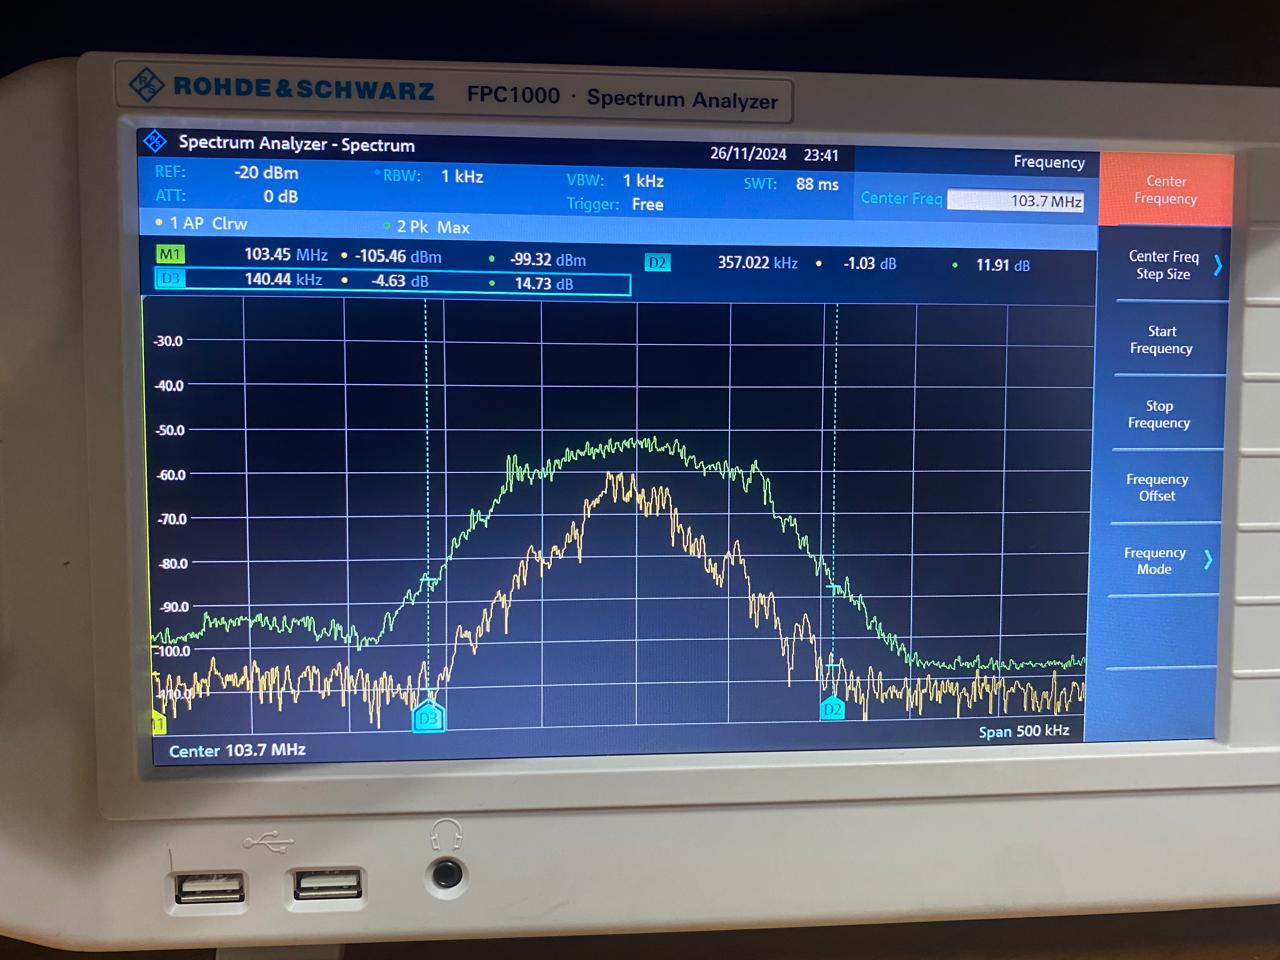 ROHDE&SCHWARZ FPC1000 · Spectrum Analyzer
Spectrum Analyzer - Spectrum 26/11/2024 23:41 Frequency
REF: -20 dBm RBW: 1 kHz VBW: 1 kHz SWT: 88 ms Center Freq 103.7 MHz
ATT: 0 dB Trigger: Free
1 AP Clrw 2 Pk Max
M1 103.45 MHz -105.46 dBm -99.32 dBm D2 357.022 kHz -1.03 dB 11.91 dB
D3 140.44 kHz -4.63 dB 14.73 dB
-30.0
-40.0
-50.0
-60.0
-70.0
-80.0
-90.0
-100.0
-110.0
D3 D2
Center 103.7 MHz Span 500 kHz
Center
Frequency
Center Freq
Step Size
Start
Frequency
Stop
Frequency
Frequency
Offset
Frequency
Mode